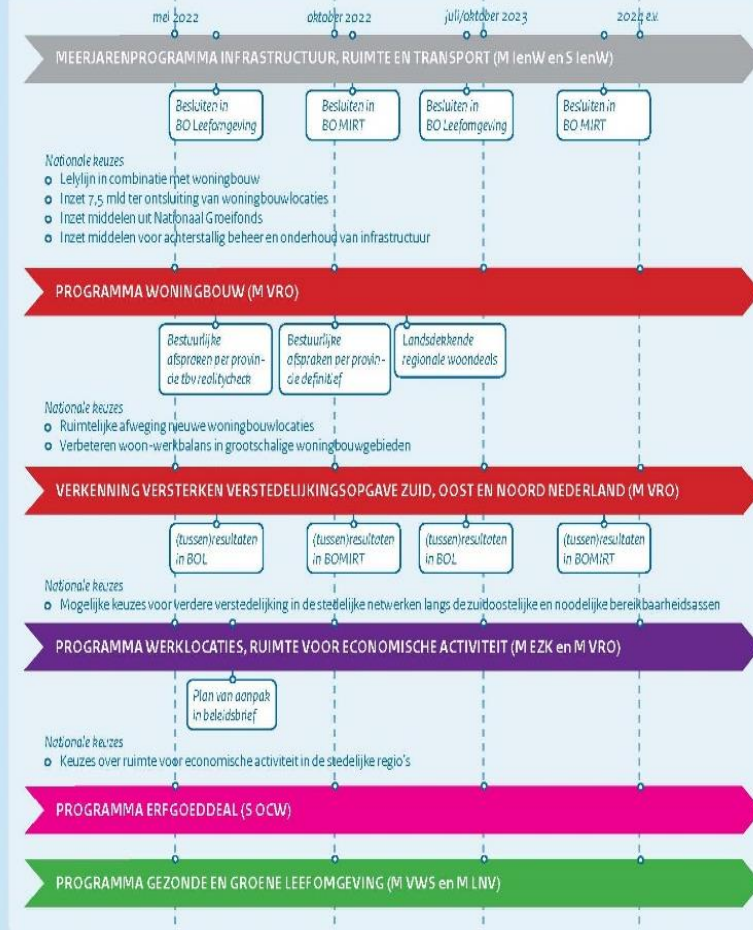 mei 2022
oktober 2022
juli/oktober 2023
2024 e.v.
MEERJARENPROGRAMMA INFRASTRUCTUUR, RUIMTE EN TRANSPORT (M IenW en S IenW)
Besluiten in
BO Leefomgeving
Besluiten in
BO MIRT
Besluiten in
BO Leefomgeving
Besluiten in
BO MIRT
Nationale keuzes
Lelylijn in combinatie met woningbouw
Inzet 7,5 mld ter ontsluiting van woningbouwlocaties
Inzet middelen uit Nationaal Groeifonds
Inzet middelen voor achterstallig beheer en onderhoud van infrastructuur
PROGRAMMA WONINGBOUW (M VRO)
Bestuurlijke
afspraken per provin-
cie tbv realitycheck
Bestuurlijke
afspraken per provin-
cie definitief
Landsdekkende
regionale woondeals
Nationale keuzes
Ruimtelijke afweging nieuwe woningbouwlocaties
Verbeteren woon-werkbalans in grootschalige woningbouwgebieden
VERKENNING VERSTERKEN VERSTEDELIJKINGSOPGAVE ZUID, OOST EN NOORD NEDERLAND (M VRO)
(tussen)resultaten
in BOL
(tussen)resultaten
in BOMIRT
(tussen)resultaten
in BOL
(tussen)resultaten
in BOMIRT
Nationale keuzes
Mogelijke keuzes voor verdere verstedelijking in de stedelijke netwerken langs de zuidoostelijke en noodelijke bereikbaarheidsassen
PROGRAMMA WERKLOCATIES, RUIMTE VOOR ECONOMISCHE ACTIVITEIT (M EZK en M VRO)
Plan van aanpak
in beleidsbrief
Nationale keuzes
Keuzes over ruimte voor economische activiteit in de stedelijke regio's
PROGRAMMA ERFGOEDDEAL (S OCW)
PROGRAMMA GEZONDE EN GROENE LEEFOMGEVING (M VWS en M LNV)